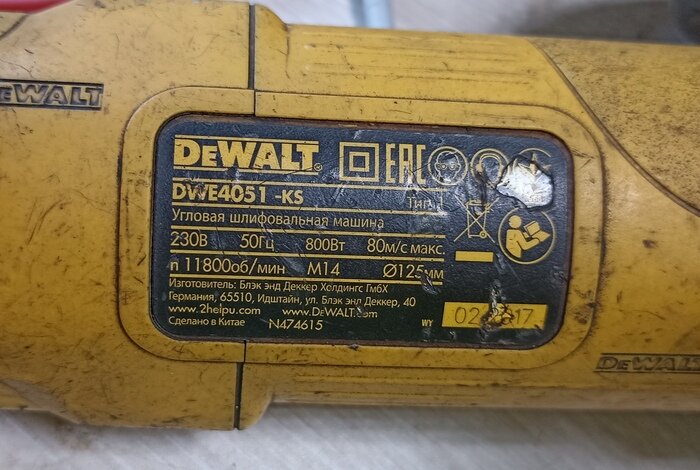 DEWALT
DEWALT
DWE4051 -KS
EAC
Тип 1
Угловая шлифовальная машина
230В 50Гц 800Вт 80м/с макс.
n 11800об/мин M14 Ø125мм
Изготовитель: Блэк энд Деккер Холдингс ГмбХ
Германия, 65510, Идштайн, ул. Блэк энд Деккер, 40
www.2helpu.com www.DEWALT.com
Сделано в Китае N474615
WY
DEWALT